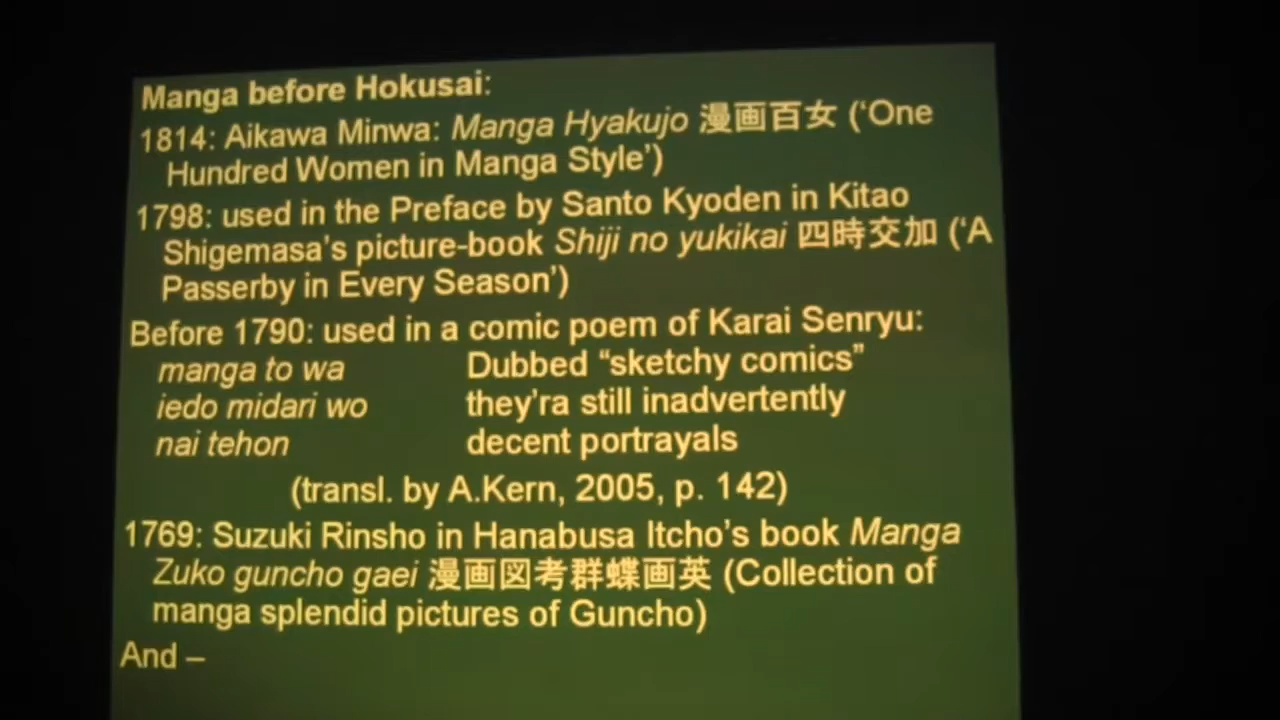 Manga before Hokusai:
1814: Aikawa Minwa: Manga Hyakujo 漫画百女 (‘One
Hundred Women in Manga Style’)
1798: used in the Preface by Santo Kyoden in Kitao
Shigemasa’s picture-book Shiji no yukikai 四時交加 (‘A
Passerby in Every Season’)
Before 1790: used in a comic poem of Karai Senryu:
manga to wa Dubbed “sketchy comics”
iedo midari wo they’ra still inadvertently
nai tehon decent portrayals
(transl. by A.Kern, 2005, p. 142)
1769: Suzuki Rinsho in Hanabusa Itcho’s book Manga
Zuko guncho gaei 漫画図考群蝶画英 (Collection of
manga splendid pictures of Guncho)
And –